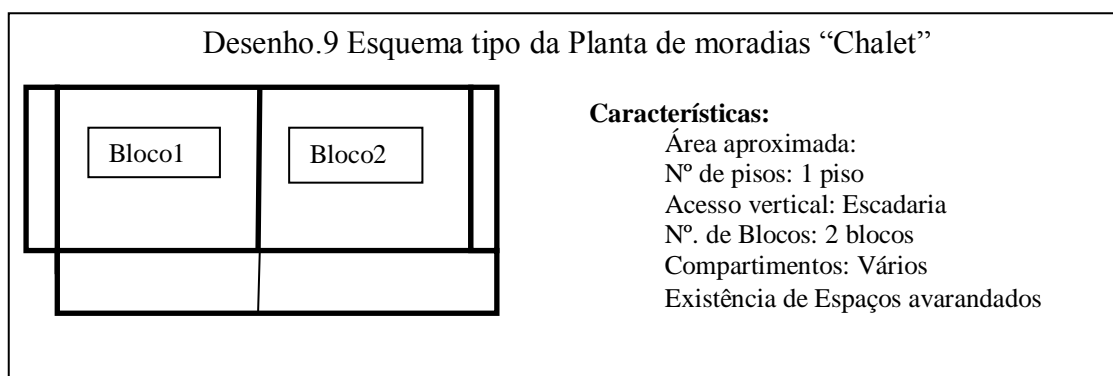 Desenho.9 Esquema tipo da Planta de moradias “Chalet”
Bloco1
Bloco2
Características:
Área aproximada:
Nº de pisos: 1 piso
Acesso vertical: Escadaria
Nº. de Blocos: 2 blocos
Compartimentos: Vários
Existência de Espaços avarandados